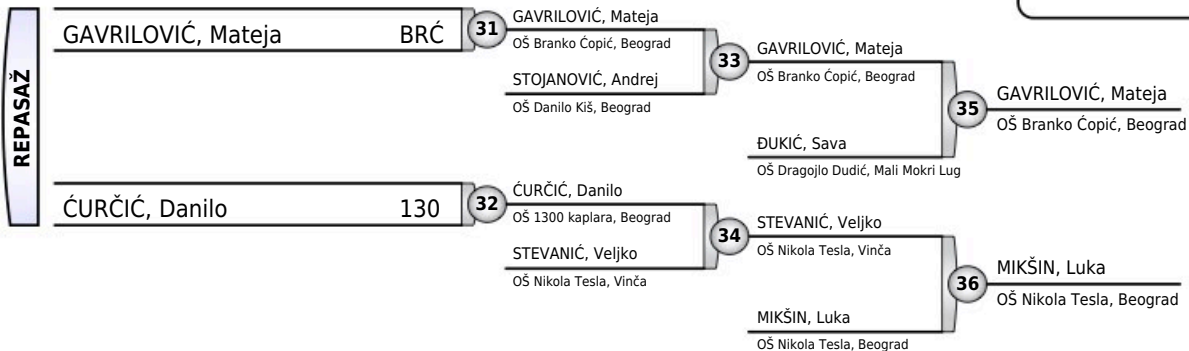 REPASAŽ
GAVRILOVIĆ, Mateja BRĆ
31
GAVRILOVIĆ, Mateja
OŠ Branko Ćopić, Beograd
STOJANOVIĆ, Andrej
OŠ Danilo Kiš, Beograd
33
GAVRILOVIĆ, Mateja
OŠ Branko Ćopić, Beograd
ĐUKIĆ, Sava
OŠ Dragojlo Dudić, Mali Mokri Lug
35
GAVRILOVIĆ, Mateja
OŠ Branko Ćopić, Beograd
ĆURČIĆ, Danilo 130
32
ĆURČIĆ, Danilo
OŠ 1300 kaplara, Beograd
STEVANIĆ, Veljko
OŠ Nikola Tesla, Vinča
34
STEVANIĆ, Veljko
OŠ Nikola Tesla, Vinča
MIKŠIN, Luka
OŠ Nikola Tesla, Beograd
36
MIKŠIN, Luka
OŠ Nikola Tesla, Beograd